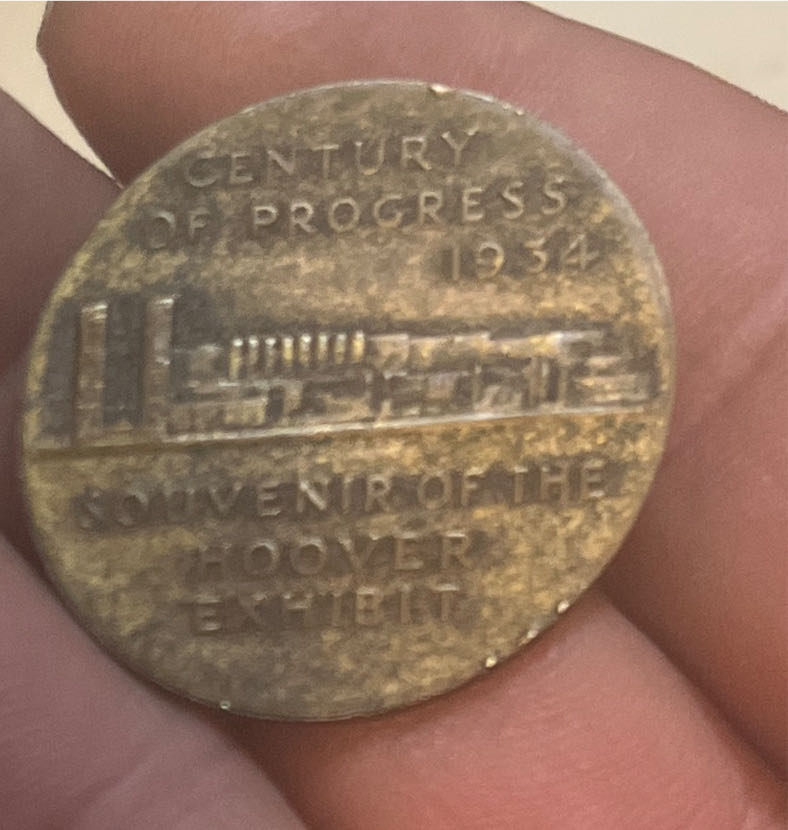 CENTURY
OF PROGRESS
1934
SOUVENIR OF THE
HOOVER
EXHIBIT